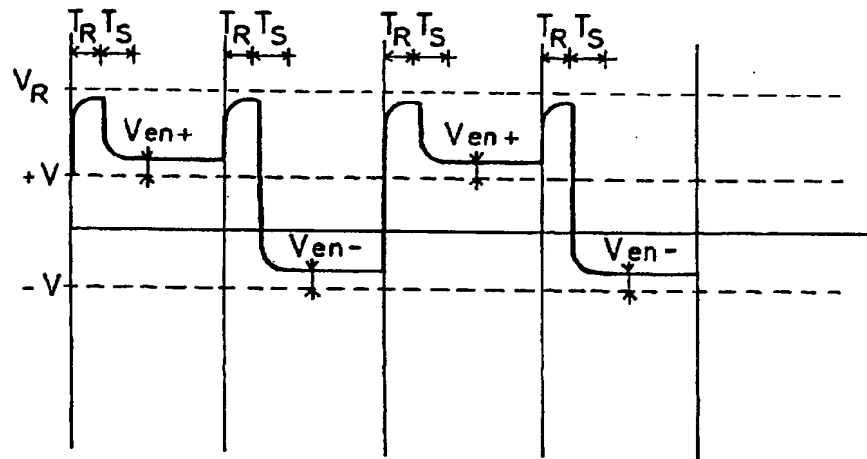 TR TS TR TS TR TS TR TS
VR
Ven+ Ven+
+V
Ven- Ven-
-V